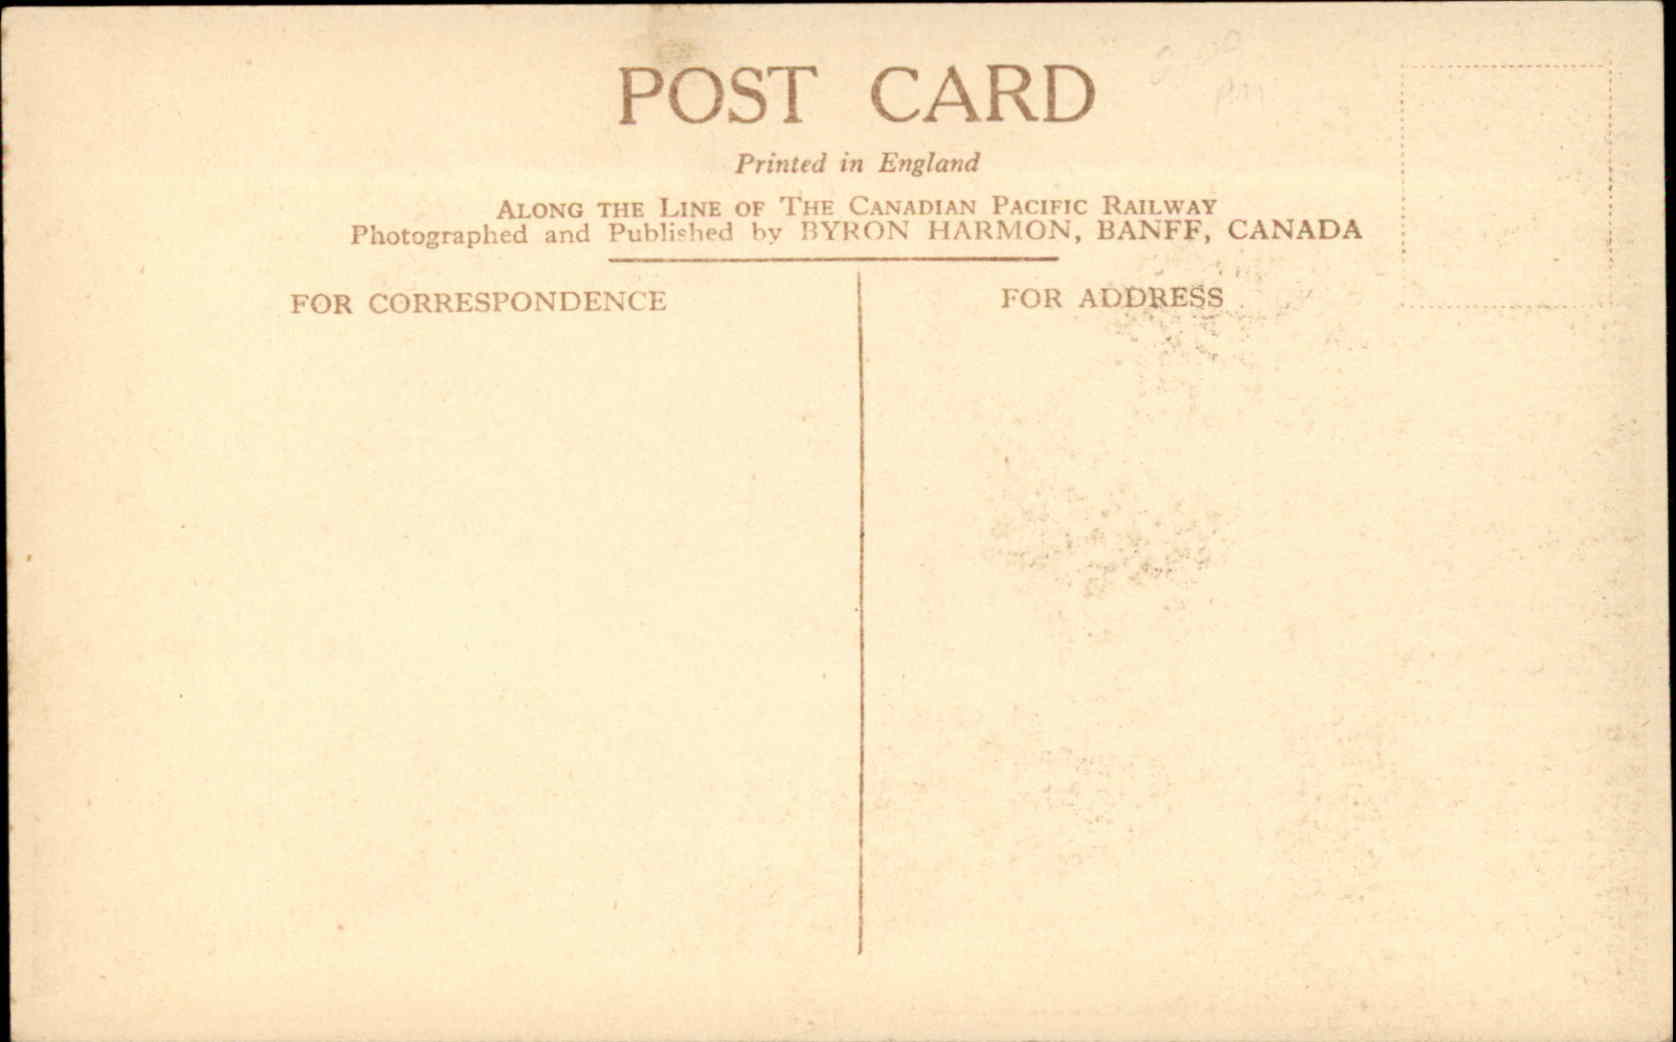 POST CARD
Printed in England
ALONG THE LINE OF THE CANADIAN PACIFIC RAILWAY
Photographed and Published by BYRON HARMON, BANFF, CANADA
FOR CORRESPONDENCE
FOR ADDRESS